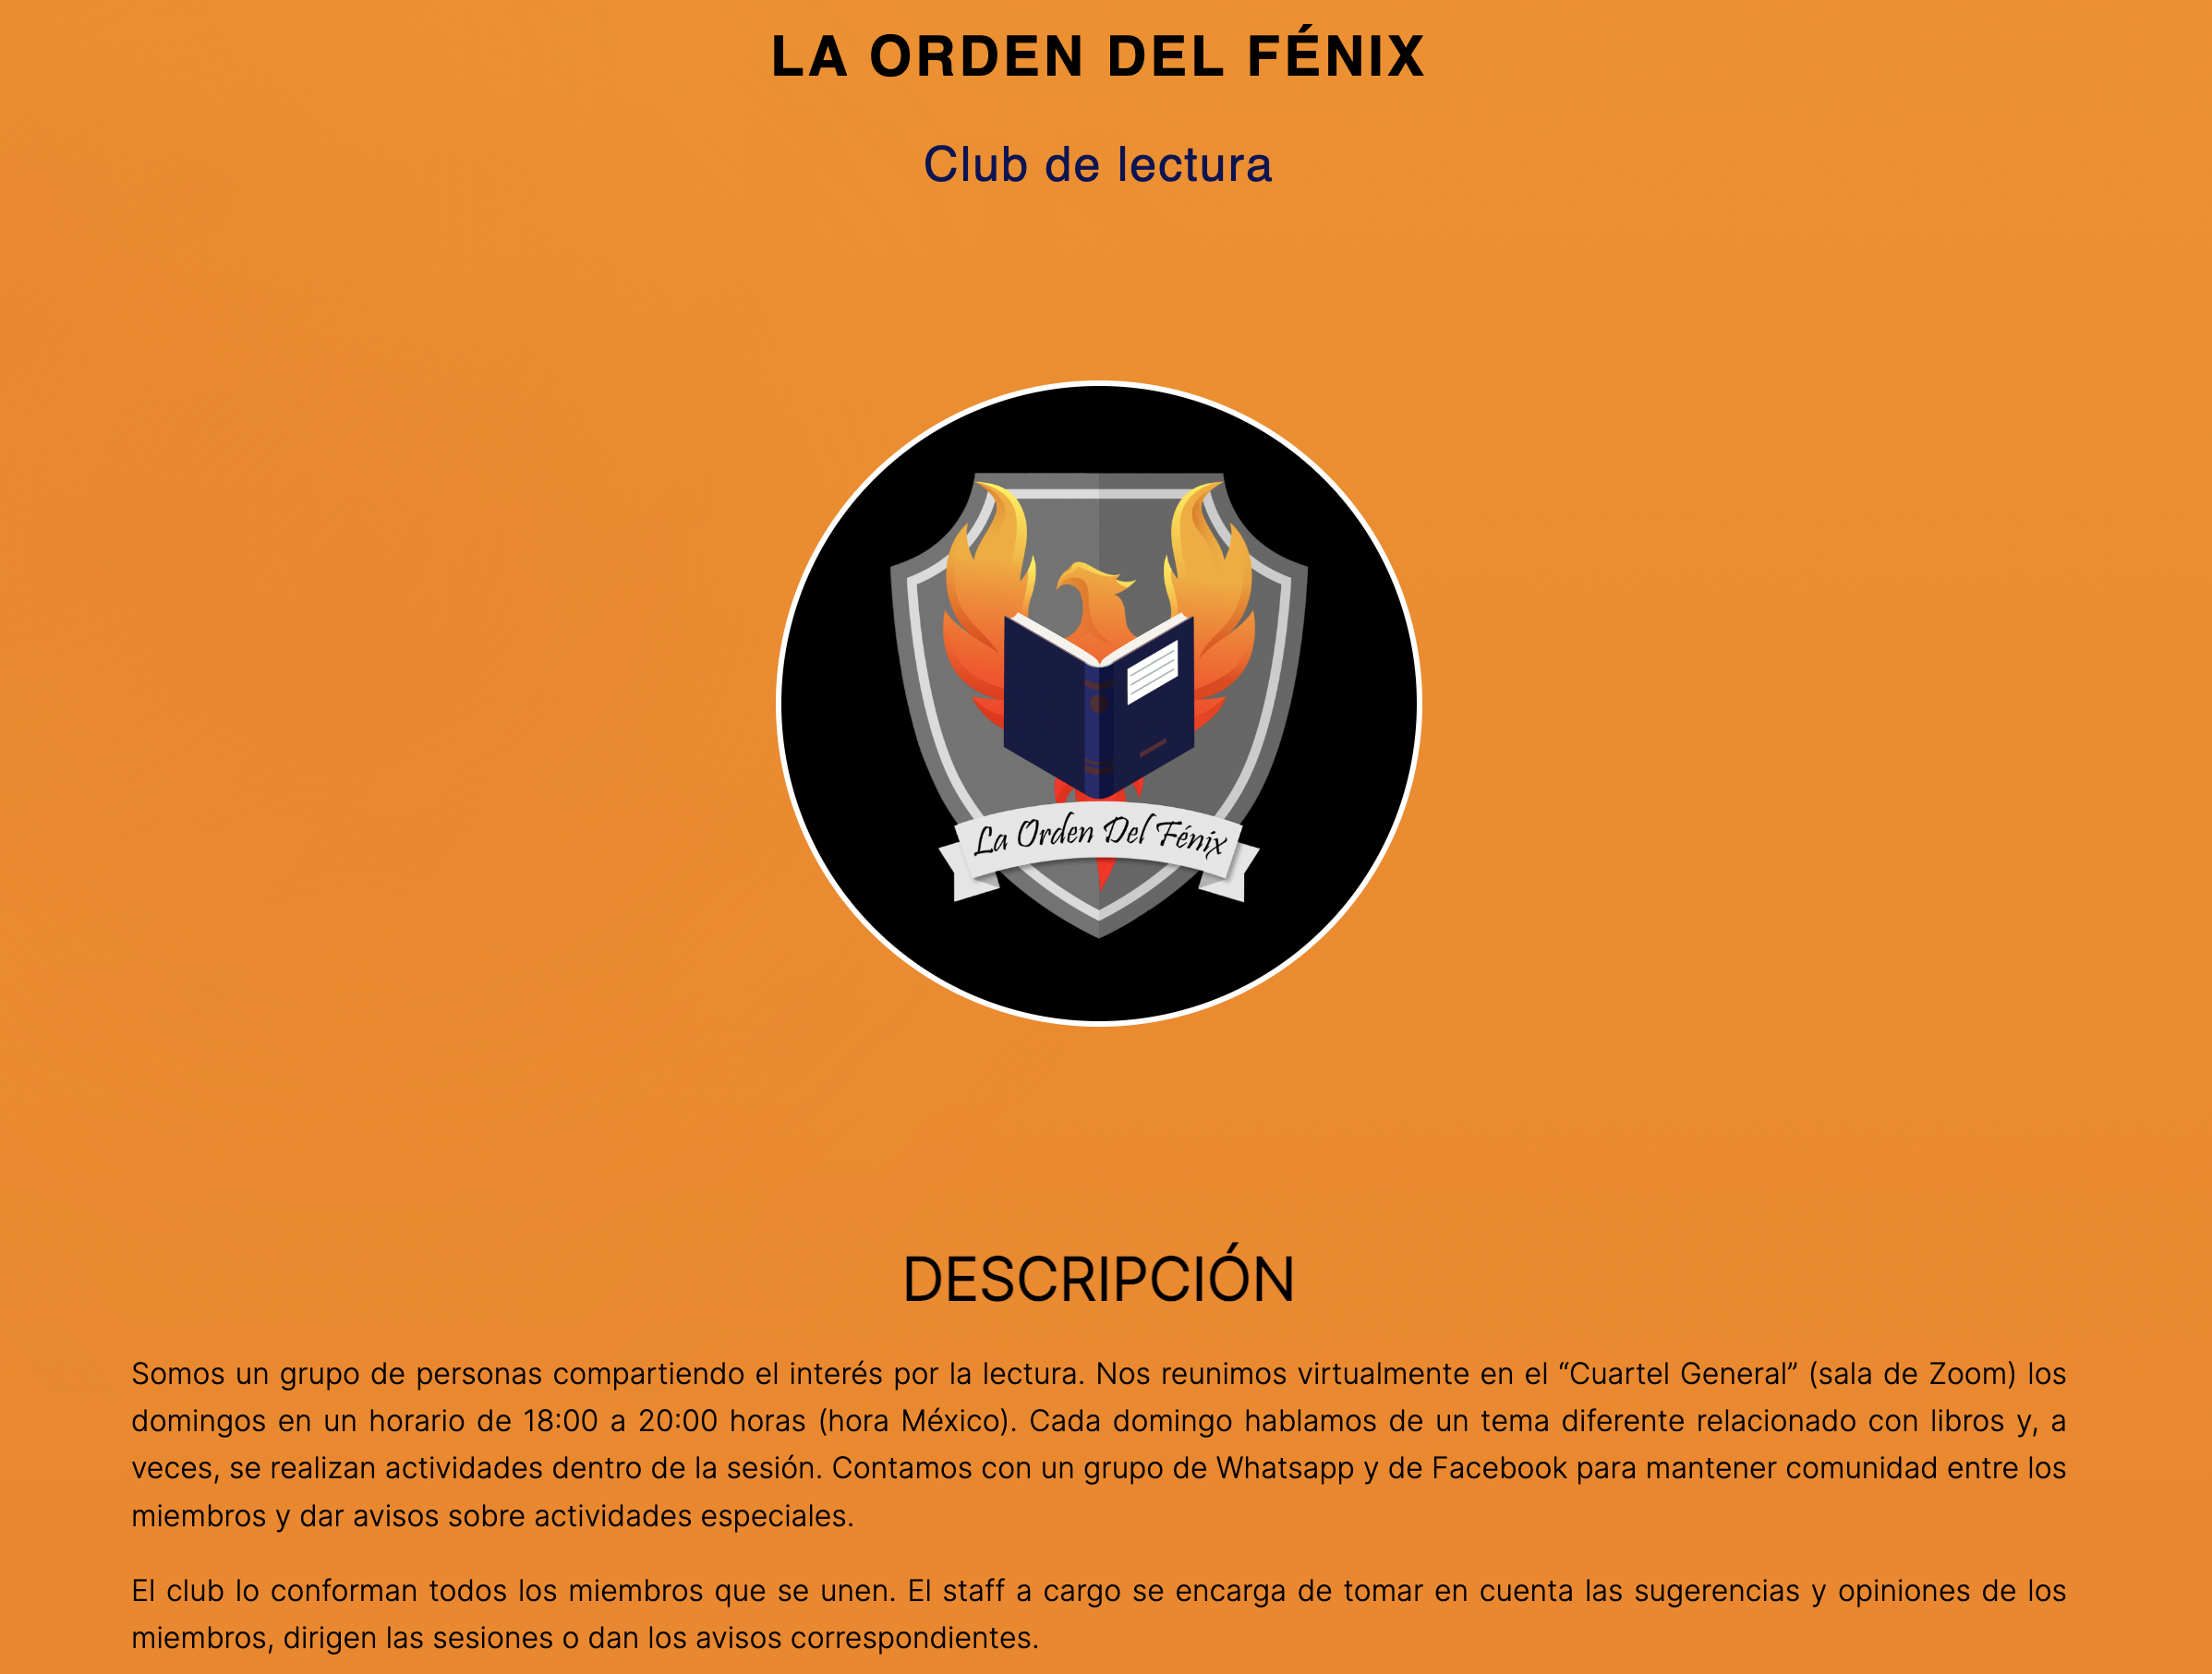 LA ORDEN DEL FÉNIX
Club de lectura
La Orden Del Fénix
DESCRIPCIÓN
Somos un grupo de personas compartiendo el interés por la lectura. Nos reunimos virtualmente en el “Cuartel General” (sala de Zoom) los
domingos en un horario de 18:00 a 20:00 horas (hora México). Cada domingo hablamos de un tema diferente relacionado con libros y, a
veces, se realizan actividades dentro de la sesión. Contamos con un grupo de Whatsapp y de Facebook para mantener comunidad entre los
miembros y dar avisos sobre actividades especiales.
El club lo conforman todos los miembros que se unen. El staff a cargo se encarga de tomar en cuenta las sugerencias y opiniones de los
miembros, dirigen las sesiones o dan los avisos correspondientes.